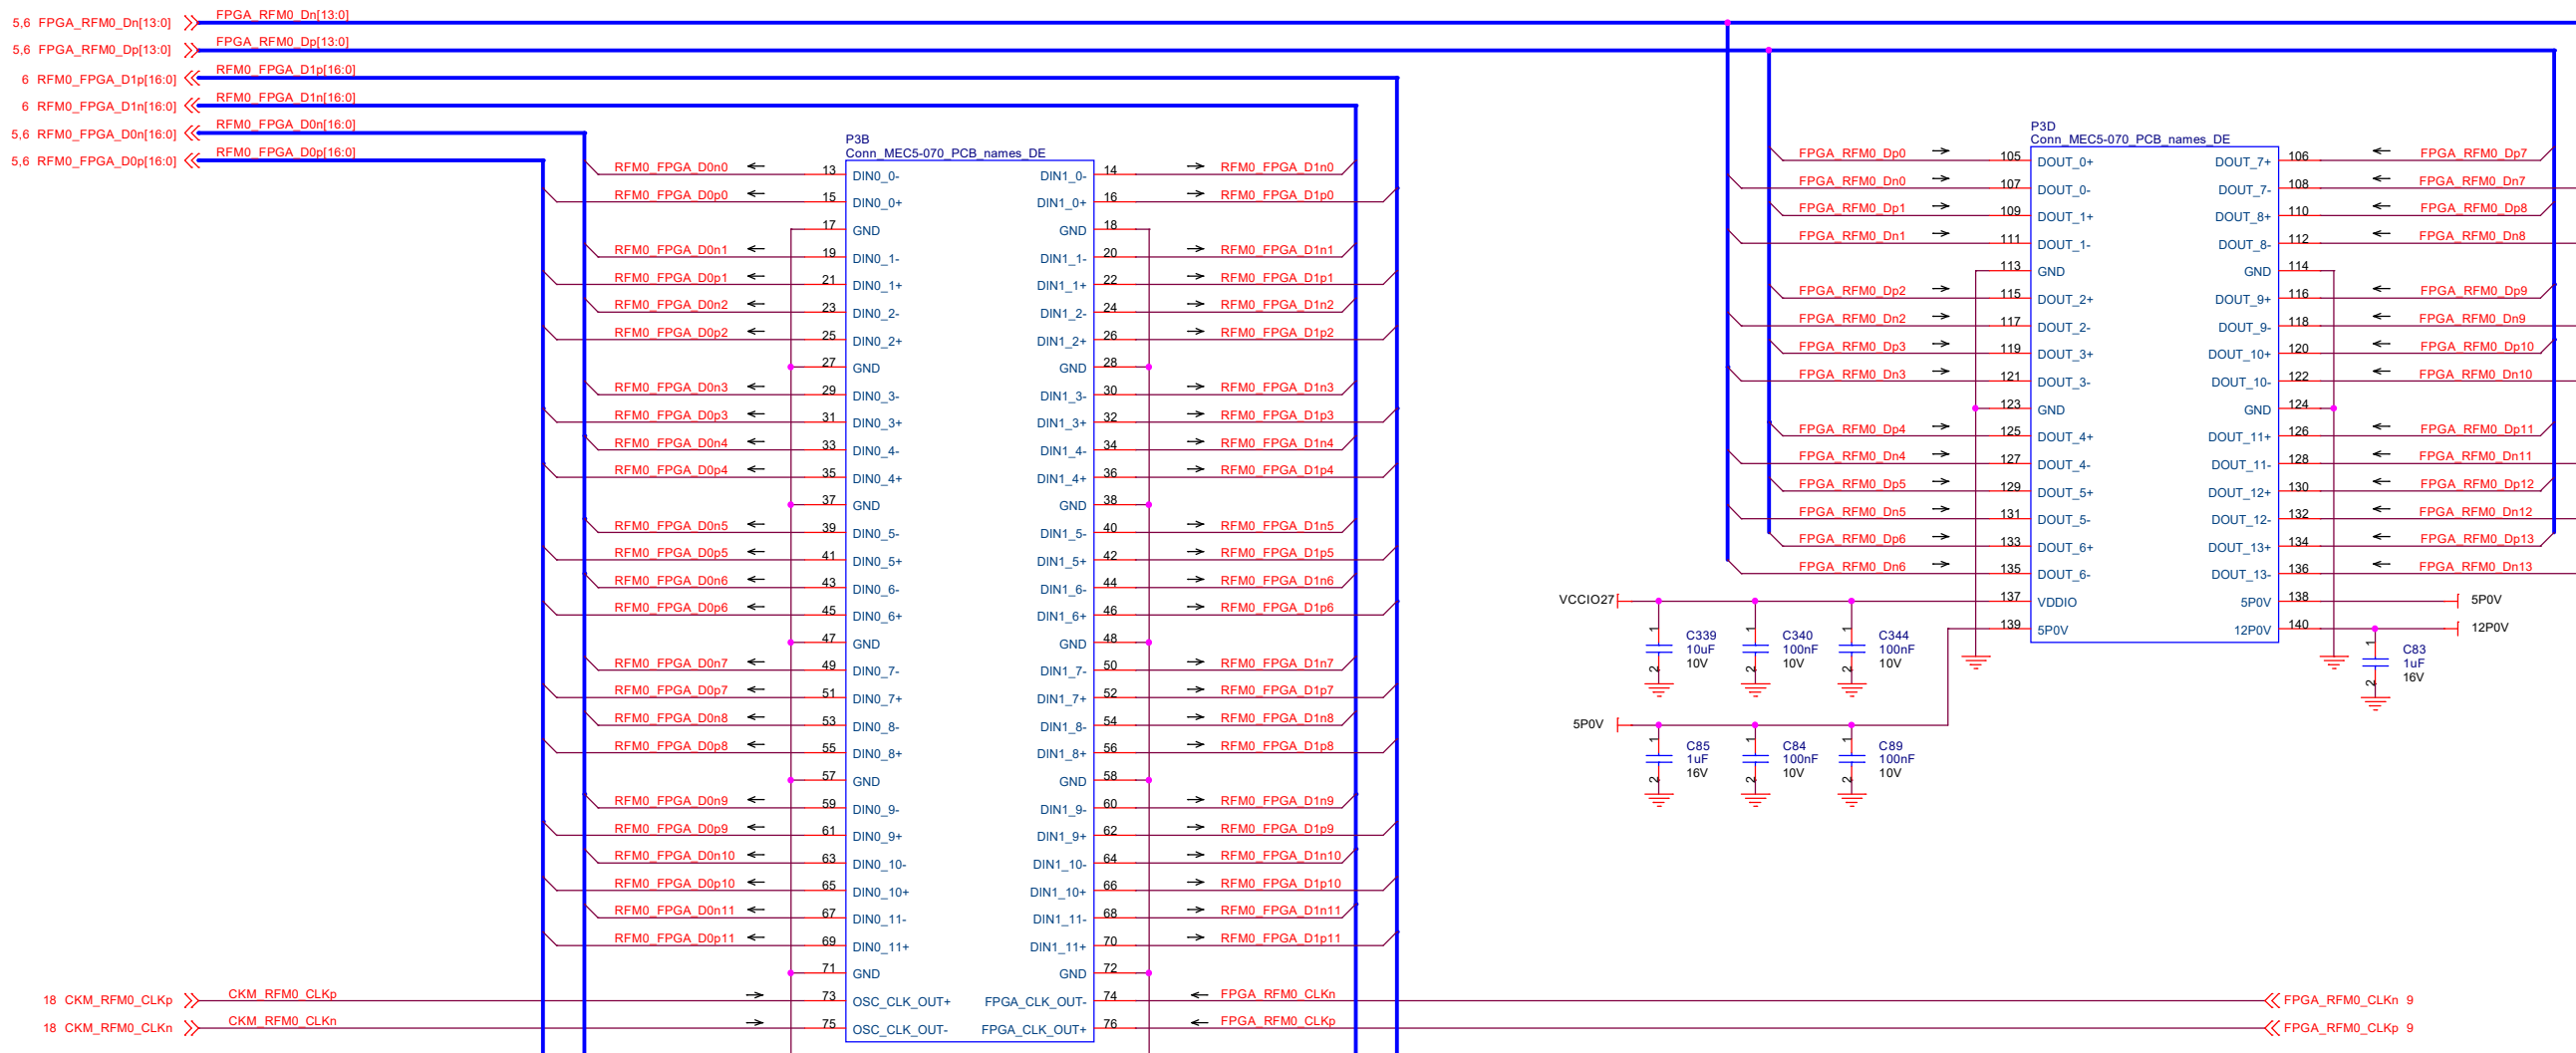 5,6 FPGA_RFM0_Dn[13:0] FPGA_RFM0_Dn[13:0]
5,6 FPGA_RFM0_Dp[13:0] FPGA_RFM0_Dp[13:0]
6 RFM0_FPGA_D1p[16:0] RFM0_FPGA_D1p[16:0]
6 RFM0_FPGA_D1n[16:0] RFM0_FPGA_D1n[16:0]
5,6 RFM0_FPGA_D0n[16:0] RFM0_FPGA_D0n[16:0]
5,6 RFM0_FPGA_D0p[16:0] RFM0_FPGA_D0p[16:0]
P3B
Conn_MEC5-070_PCB_names_DE
RFM0_FPGA_D0n0 13 DIN0_0- DIN1_0- 14 RFM0_FPGA_D1n0
RFM0_FPGA_D0p0 15 DIN0_0+ DIN1_0+ 16 RFM0_FPGA_D1p0
17 GND GND 18
RFM0_FPGA_D0n1 19 DIN0_1- DIN1_1- 20 RFM0_FPGA_D1n1
RFM0_FPGA_D0p1 21 DIN0_1+ DIN1_1+ 22 RFM0_FPGA_D1p1
RFM0_FPGA_D0n2 23 DIN0_2- DIN1_2- 24 RFM0_FPGA_D1n2
RFM0_FPGA_D0p2 25 DIN0_2+ DIN1_2+ 26 RFM0_FPGA_D1p2
27 GND GND 28
RFM0_FPGA_D0n3 29 DIN0_3- DIN1_3- 30 RFM0_FPGA_D1n3
RFM0_FPGA_D0p3 31 DIN0_3+ DIN1_3+ 32 RFM0_FPGA_D1p3
RFM0_FPGA_D0n4 33 DIN0_4- DIN1_4- 34 RFM0_FPGA_D1n4
RFM0_FPGA_D0p4 35 DIN0_4+ DIN1_4+ 36 RFM0_FPGA_D1p4
37 GND GND 38
RFM0_FPGA_D0n5 39 DIN0_5- DIN1_5- 40 RFM0_FPGA_D1n5
RFM0_FPGA_D0p5 41 DIN0_5+ DIN1_5+ 42 RFM0_FPGA_D1p5
RFM0_FPGA_D0n6 43 DIN0_6- DIN1_6- 44 RFM0_FPGA_D1n6
RFM0_FPGA_D0p6 45 DIN0_6+ DIN1_6+ 46 RFM0_FPGA_D1p6
47 GND GND 48
RFM0_FPGA_D0n7 49 DIN0_7- DIN1_7- 50 RFM0_FPGA_D1n7
RFM0_FPGA_D0p7 51 DIN0_7+ DIN1_7+ 52 RFM0_FPGA_D1p7
RFM0_FPGA_D0n8 53 DIN0_8- DIN1_8- 54 RFM0_FPGA_D1n8
RFM0_FPGA_D0p8 55 DIN0_8+ DIN1_8+ 56 RFM0_FPGA_D1p8
57 GND GND 58
RFM0_FPGA_D0n9 59 DIN0_9- DIN1_9- 60 RFM0_FPGA_D1n9
RFM0_FPGA_D0p9 61 DIN0_9+ DIN1_9+ 62 RFM0_FPGA_D1p9
RFM0_FPGA_D0n10 63 DIN0_10- DIN1_10- 64 RFM0_FPGA_D1n10
RFM0_FPGA_D0p10 65 DIN0_10+ DIN1_10+ 66 RFM0_FPGA_D1p10
RFM0_FPGA_D0n11 67 DIN0_11- DIN1_11- 68 RFM0_FPGA_D1n11
RFM0_FPGA_D0p11 69 DIN0_11+ DIN1_11+ 70 RFM0_FPGA_D1p11
71 GND GND 72
18 CKM_RFM0_CLKp CKM_RFM0_CLKp 73 OSC_CLK_OUT+ FPGA_CLK_OUT- 74 FPGA_RFM0_CLKn FPGA_RFM0_CLKn 9
18 CKM_RFM0_CLKn CKM_RFM0_CLKn 75 OSC_CLK_OUT- FPGA_CLK_OUT+ 76 FPGA_RFM0_CLKp FPGA_RFM0_CLKp 9
P3D
Conn_MEC5-070_PCB_names_DE
FPGA_RFM0_Dp0 105 DOUT_0+ DOUT_7+ 106 FPGA_RFM0_Dp7
FPGA_RFM0_Dn0 107 DOUT_0- DOUT_7- 108 FPGA_RFM0_Dn7
FPGA_RFM0_Dp1 109 DOUT_1+ DOUT_8+ 110 FPGA_RFM0_Dp8
FPGA_RFM0_Dn1 111 DOUT_1- DOUT_8- 112 FPGA_RFM0_Dn8
113 GND GND 114
FPGA_RFM0_Dp2 115 DOUT_2+ DOUT_9+ 116 FPGA_RFM0_Dp9
FPGA_RFM0_Dn2 117 DOUT_2- DOUT_9- 118 FPGA_RFM0_Dn9
FPGA_RFM0_Dp3 119 DOUT_3+ DOUT_10+ 120 FPGA_RFM0_Dp10
FPGA_RFM0_Dn3 121 DOUT_3- DOUT_10- 122 FPGA_RFM0_Dn10
123 GND GND 124
FPGA_RFM0_Dp4 125 DOUT_4+ DOUT_11+ 126 FPGA_RFM0_Dp11
FPGA_RFM0_Dn4 127 DOUT_4- DOUT_11- 128 FPGA_RFM0_Dn11
FPGA_RFM0_Dp5 129 DOUT_5+ DOUT_12+ 130 FPGA_RFM0_Dp12
FPGA_RFM0_Dn5 131 DOUT_5- DOUT_12- 132 FPGA_RFM0_Dn12
FPGA_RFM0_Dp6 133 DOUT_6+ DOUT_13+ 134 FPGA_RFM0_Dp13
FPGA_RFM0_Dn6 135 DOUT_6- DOUT_13- 136 FPGA_RFM0_Dn13
VCCIO27 137 VDDIO 5P0V 138 5P0V
139 5P0V 12P0V 140 12P0V
1 C339 1 C340 1 C344 1 C83
10uF 100nF 100nF 1uF
2 10V 2 10V 2 10V 2 16V
5P0V
1 C85 1 C84 1 C89
1uF 100nF 100nF
2 16V 2 10V 2 10V